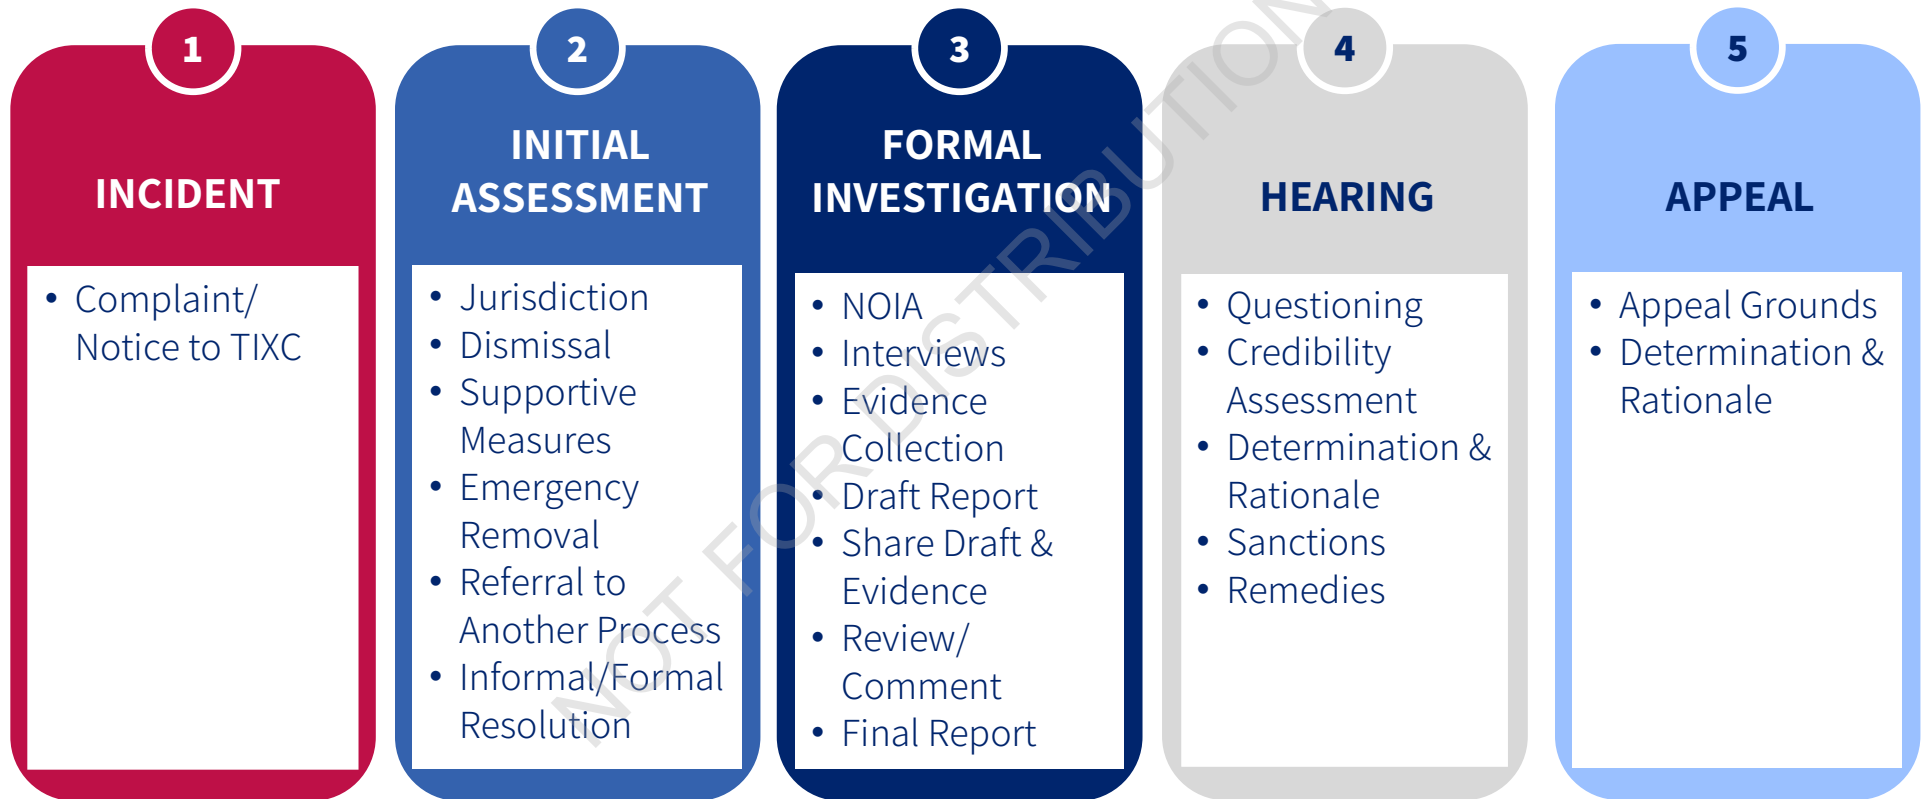 1
INCIDENT
• Complaint/
Notice to TIXC
2
INITIAL
ASSESSMENT
• Jurisdiction
• Dismissal
• Supportive
Measures
• Emergency
Removal
• Referral to
Another Process
• Informal/Formal
Resolution
3
FORMAL
INVESTIGATION
• NOIA
• Interviews
• Evidence
Collection
• Draft Report
• Share Draft &
Evidence
• Review/
Comment
• Final Report
4
HEARING
• Questioning
• Credibility
Assessment
• Determination &
Rationale
• Sanctions
• Remedies
5
APPEAL
• Appeal Grounds
• Determination &
Rationale
NOT FOR DISTRIBUTION